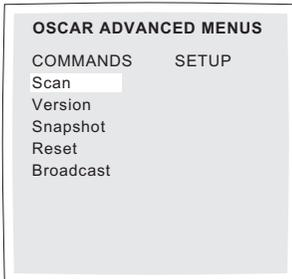 OSCAR ADVANCED MENUS
COMMANDS SETUP
Scan
Version
Snapshot
Reset
Broadcast